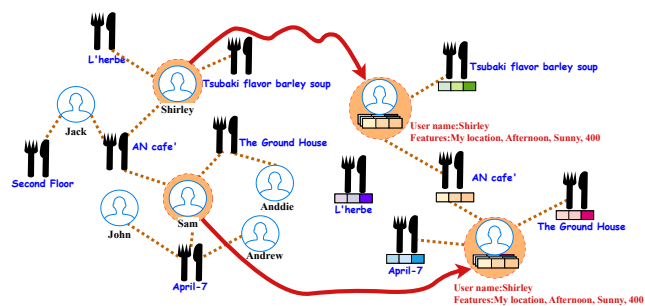 L'herbe
Tsubaki flavor barley soup
Shirley
Jack
AN cafe'
The Ground House
Second Floor
Anddie
John
Sam
Andrew
April-7
Tsubaki flavor barley soup
User name:Shirley
Features:My location, Afternoon, Sunny, 400
AN cafe'
L'herbe
The Ground House
April-7
User name:Shirley
Features:My location, Afternoon, Sunny, 400